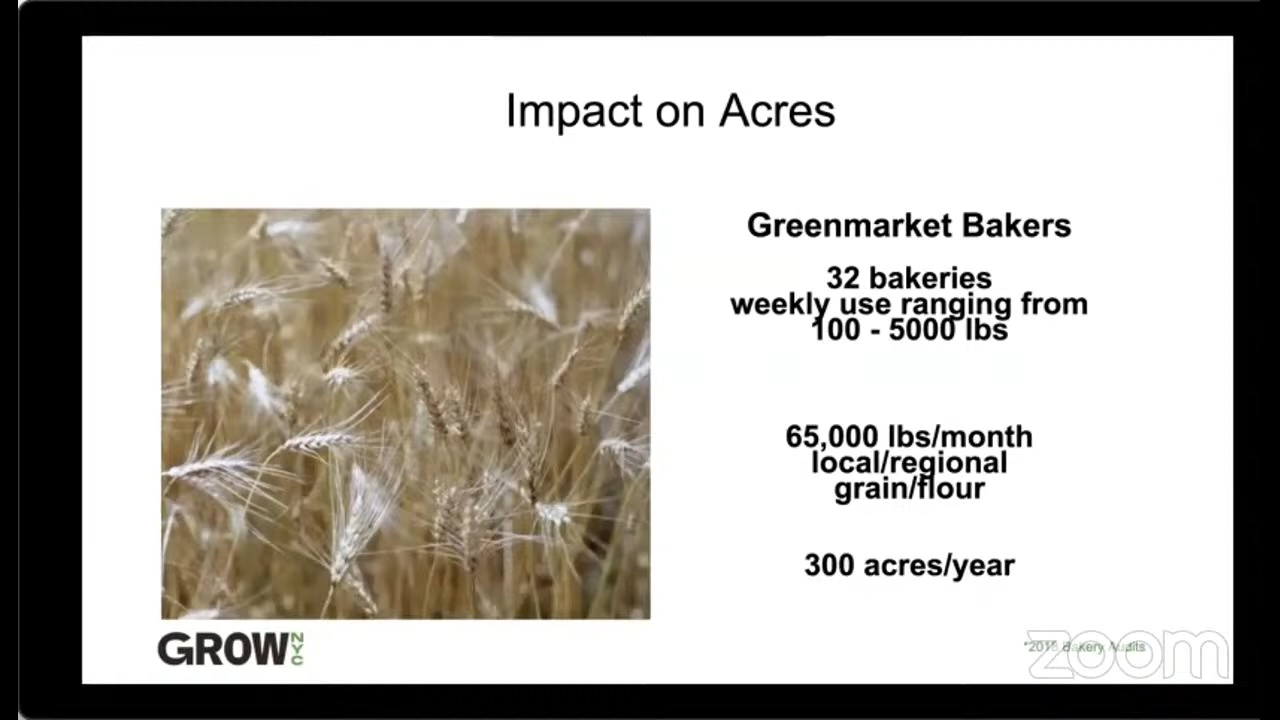 Impact on Acres
Greenmarket Bakers
32 bakeries
weekly use ranging from
100 - 5000 lbs
65,000 lbs/month
local/regional
grain/flour
300 acres/year
GROW NYC
Bakery Audits
zoom